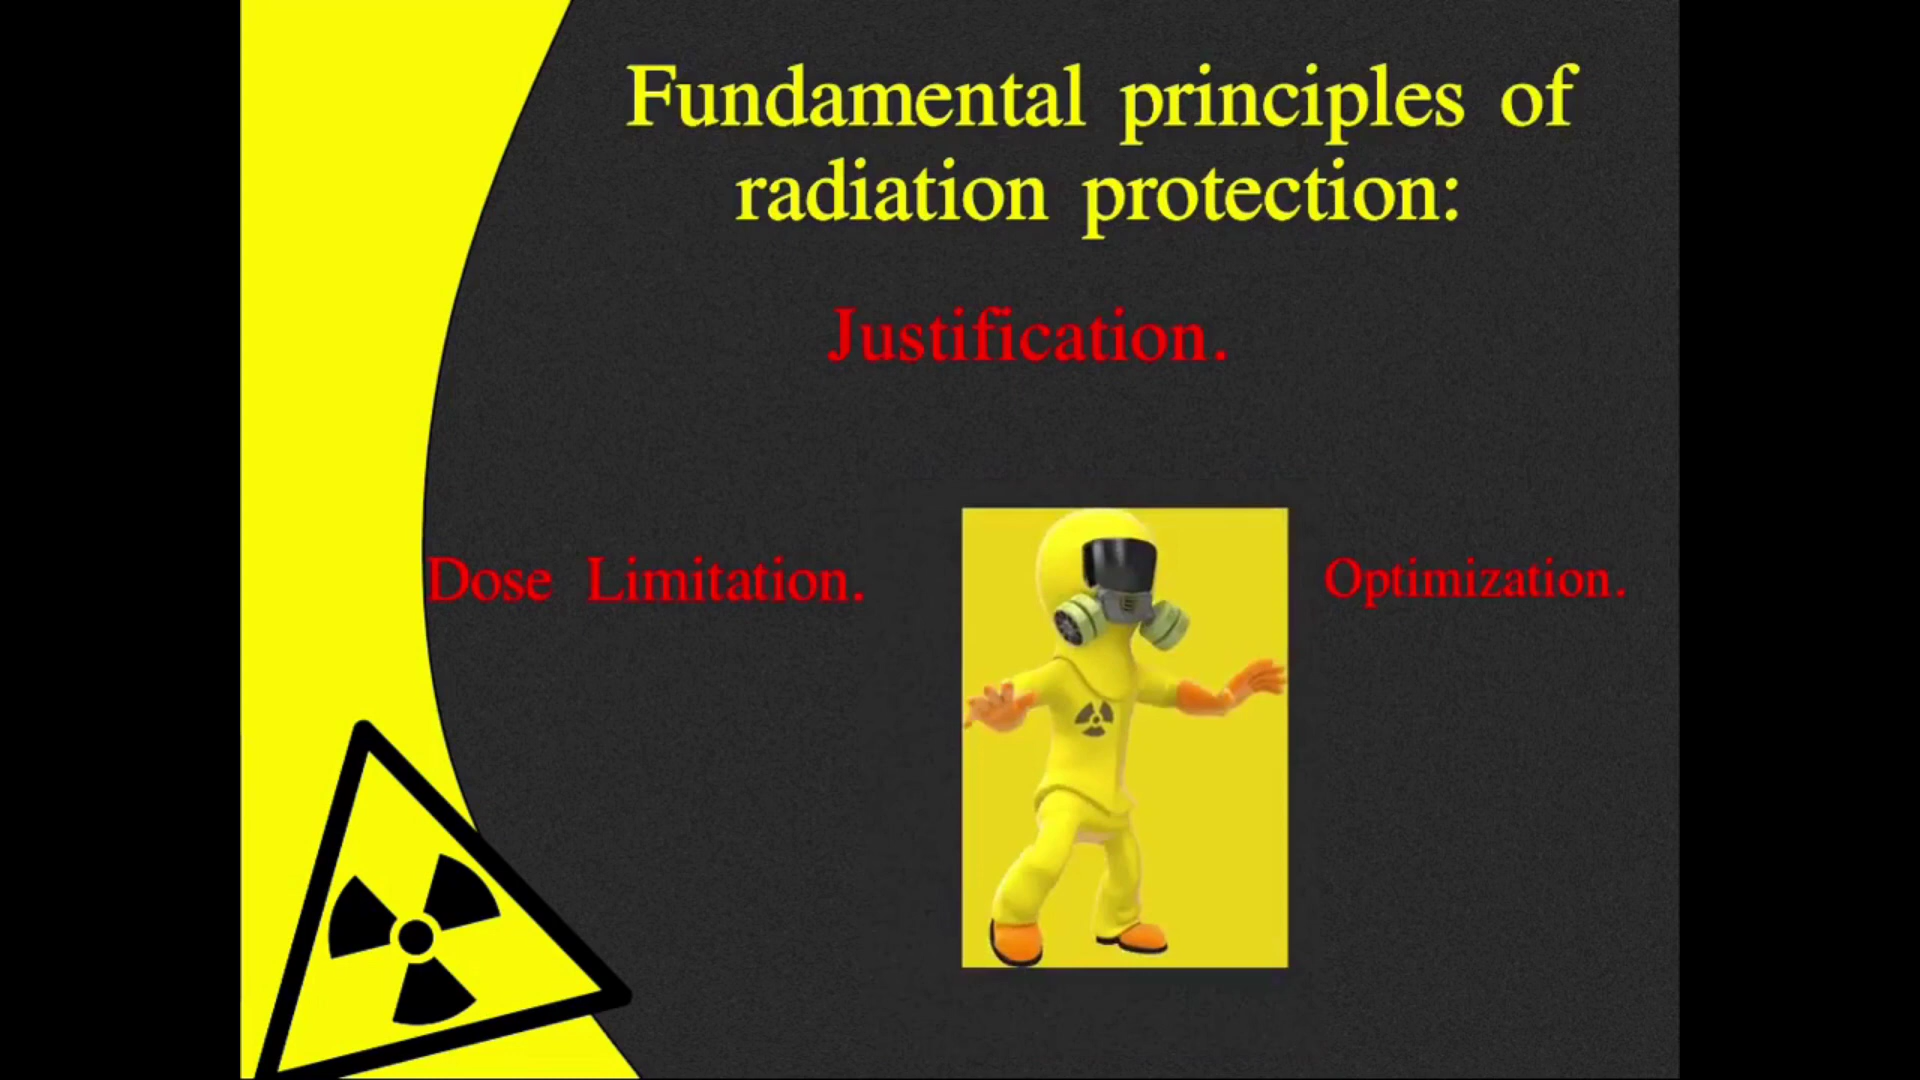 Fundamental principles of
radiation protection:
Justification.
Dose Limitation.
Optimization.